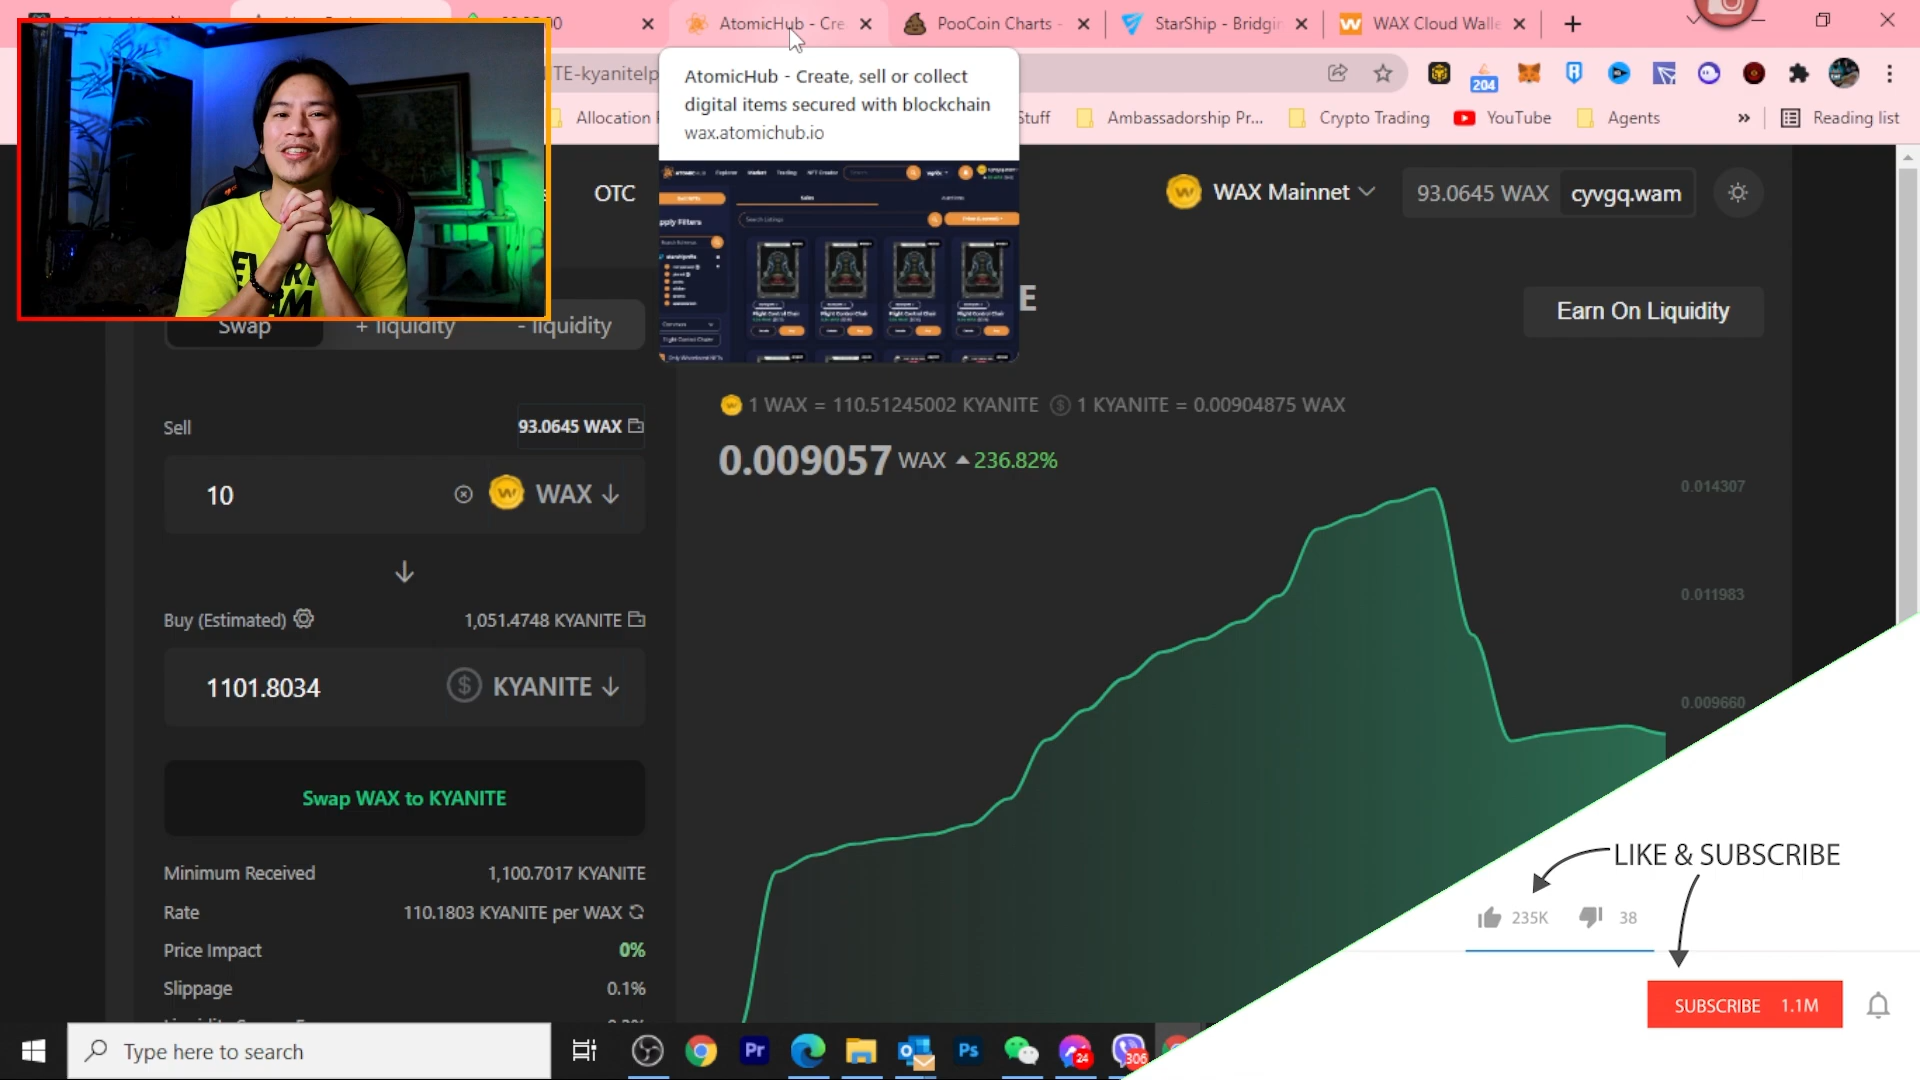 AtomicHub - Cre
PooCoin Charts -
StarShip - Bridgin
WAX Cloud Walle
TE-kyanitelp
AtomicHub - Create, sell or collect
digital items secured with blockchain
wax.atomichub.io
204
Allocation
Stuff
Ambassadorship Pr...
Crypto Trading
YouTube
Agents
»
Reading list
OTC
WAX Mainnet
93.0645 WAX
cyvgq.wam
Swap
+ liquidity
- liquidity
E
Earn On Liquidity
1 WAX = 110.51245002 KYANITE
1 KYANITE = 0.00904875 WAX
0.009057 WAX 236.82%
Sell
93.0645 WAX
10
WAX
Buy (Estimated)
1,051.4748 KYANITE
1101.8034
KYANITE
Swap WAX to KYANITE
Minimum Received
1,100.7017 KYANITE
Rate
110.1803 KYANITE per WAX
Price Impact
0%
Slippage
0.1%
0.014307
0.011983
0.009660
LIKE & SUBSCRIBE
235K
38
SUBSCRIBE 1.1M
Type here to search
Pr
Ps
24
306